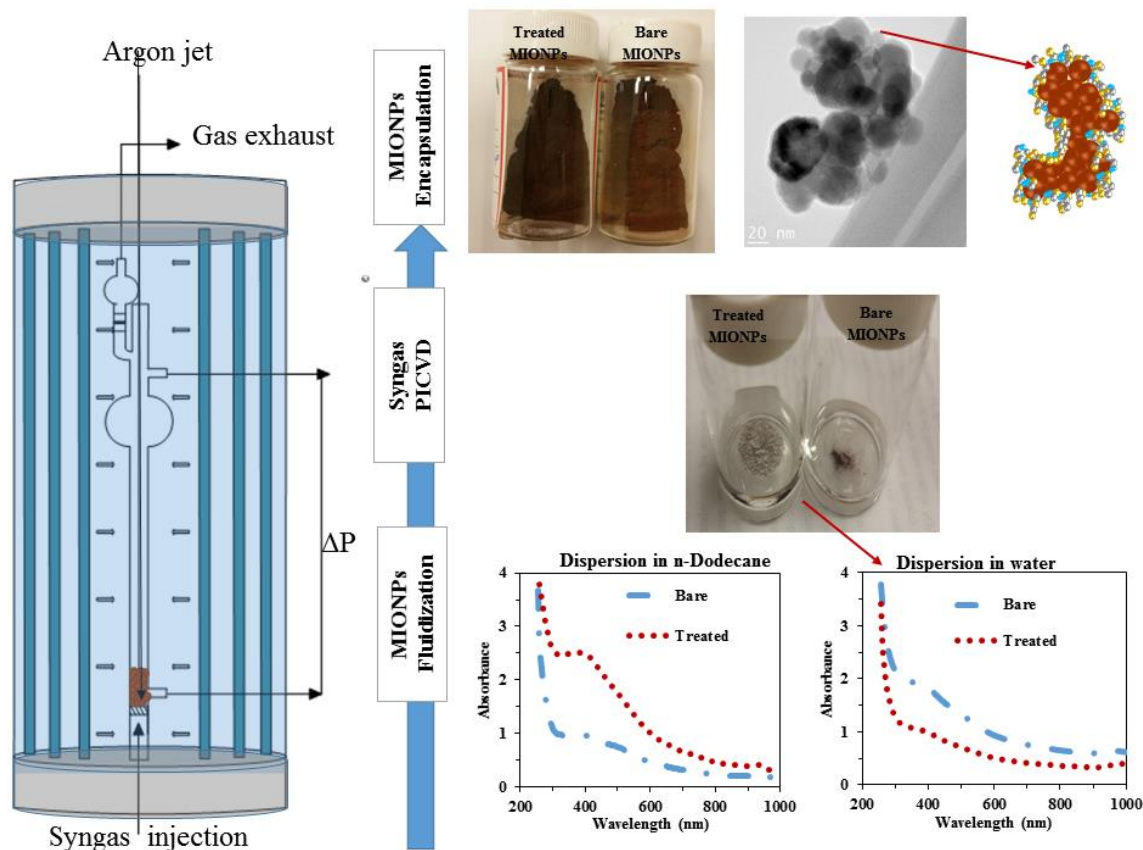 Argon jet
Gas exhaust
ΔP
Syngas injection
MIONPs
Encapsulation
Syngas
PICVD
MIONPs
Fluidization
Treated
MIONPs
Bare
MIONPs
20 nm
Treated
MIONPs
Bare
MIONPs
Dispersion in n-Dodecane
Bare
Treated
Absorbance
4
3
2
1
0
200
400
600
800
1000
Wavelength (nm)
Dispersion in water
Bare
Treated
Absorbance
4
3
2
1
0
200
400
600
800
1000
Wavelength (nm)